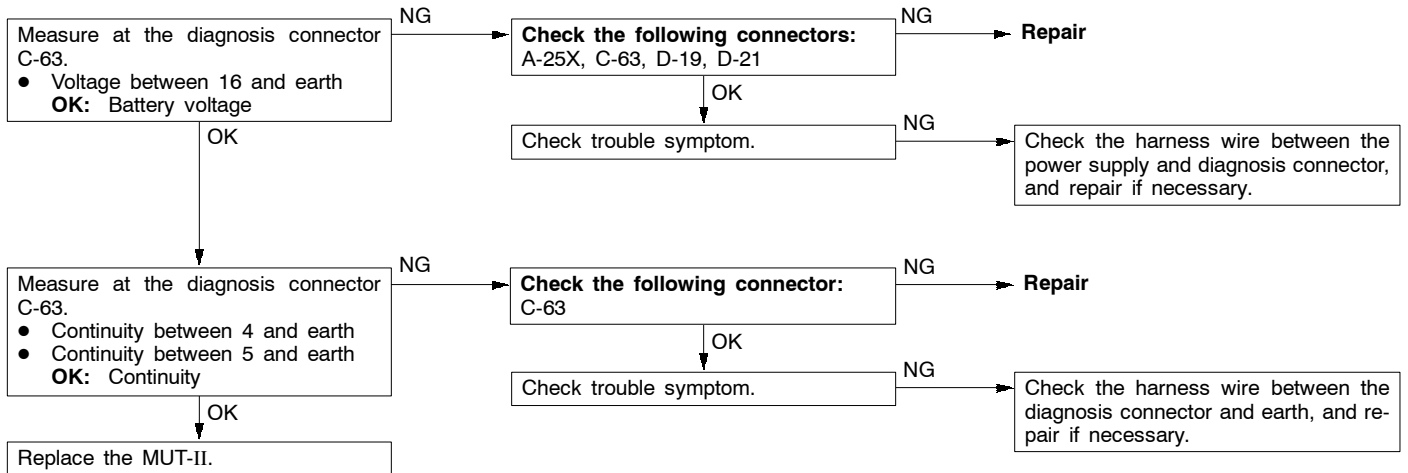 Measure at the diagnosis connector
C-63.
● Voltage between 16 and earth
OK: Battery voltage
NG
Check the following connectors:
A-25X, C-63, D-19, D-21
NG
Repair
OK
OK
Check trouble symptom.
NG
Check the harness wire between the
power supply and diagnosis connector,
and repair if necessary.
Measure at the diagnosis connector
C-63.
● Continuity between 4 and earth
● Continuity between 5 and earth
OK: Continuity
NG
Check the following connector:
C-63
NG
Repair
OK
OK
Check trouble symptom.
NG
Check the harness wire between the
diagnosis connector and earth, and re-
pair if necessary.
Replace the MUT-II.